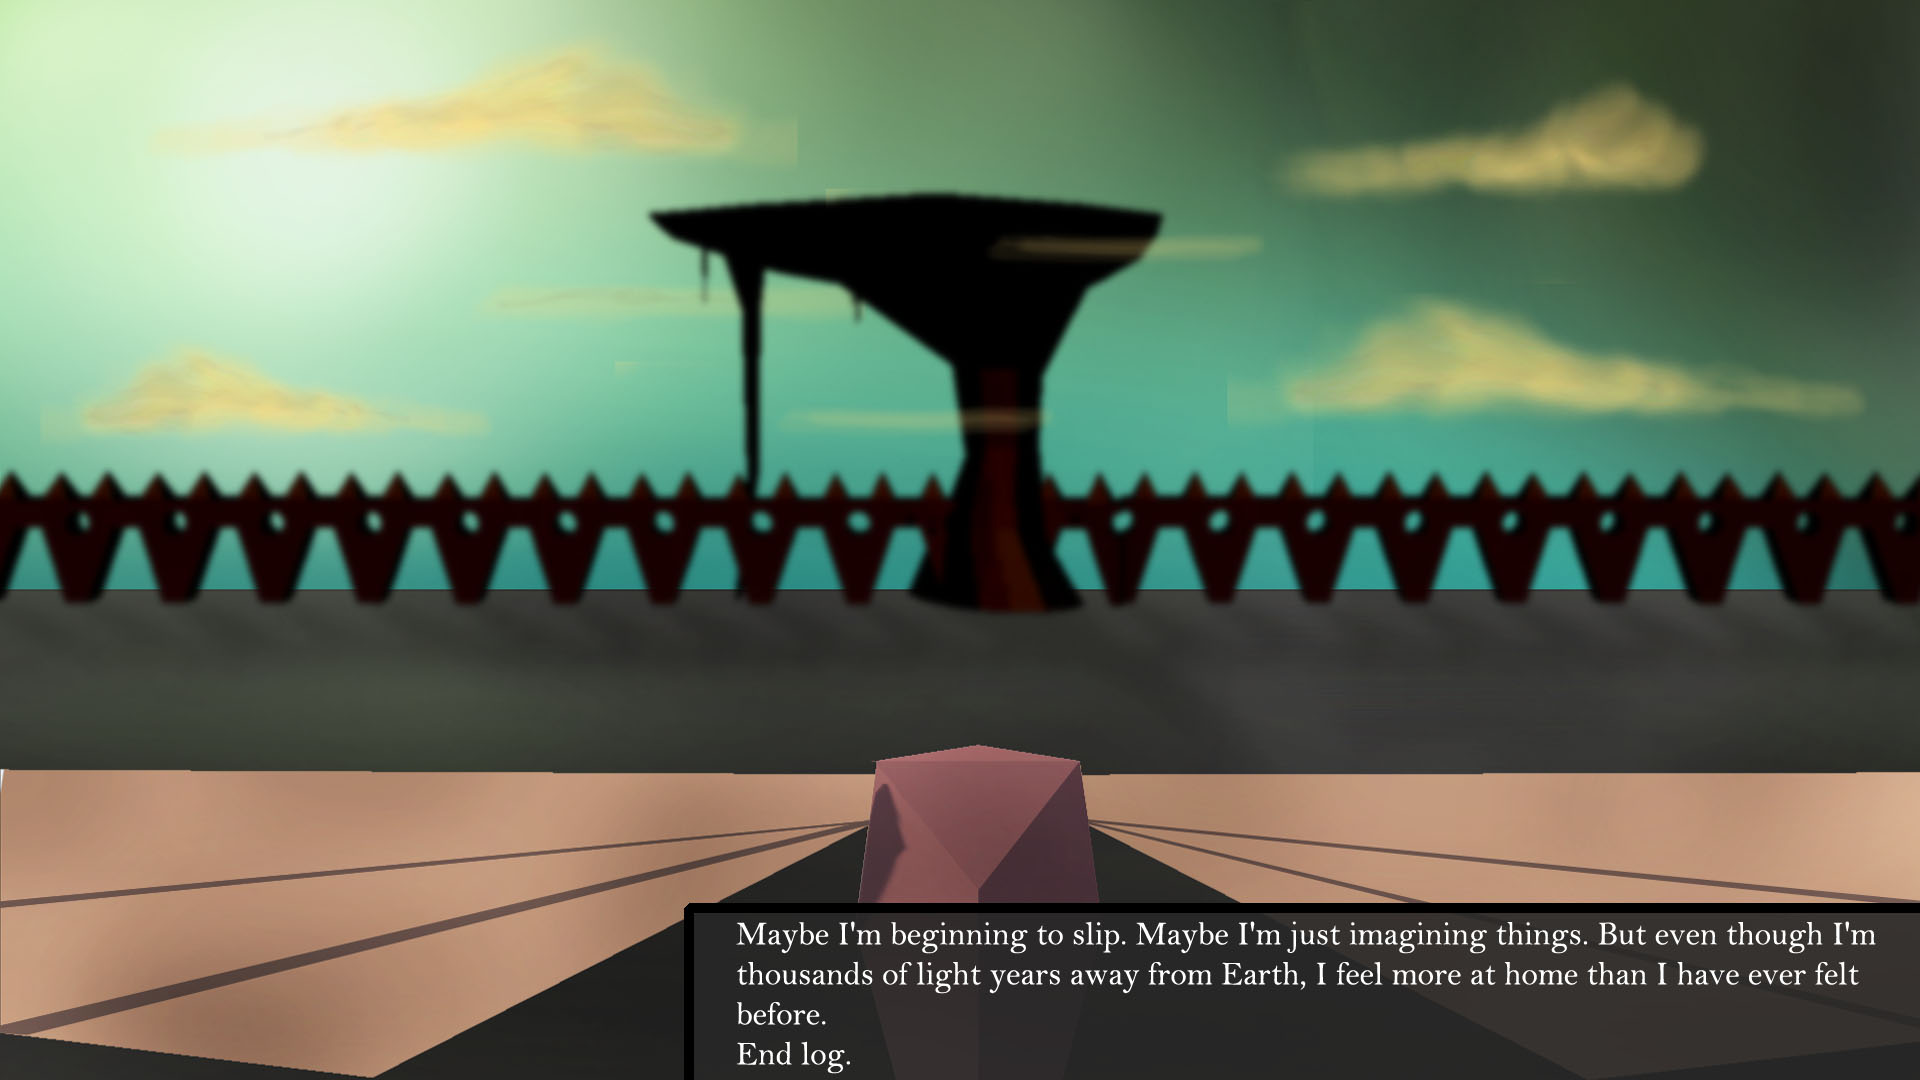 Maybe I'm beginning to slip. Maybe I'm just imagining things. But even though I'm
thousands of light years away from Earth, I feel more at home than I have ever felt
before.
End log.